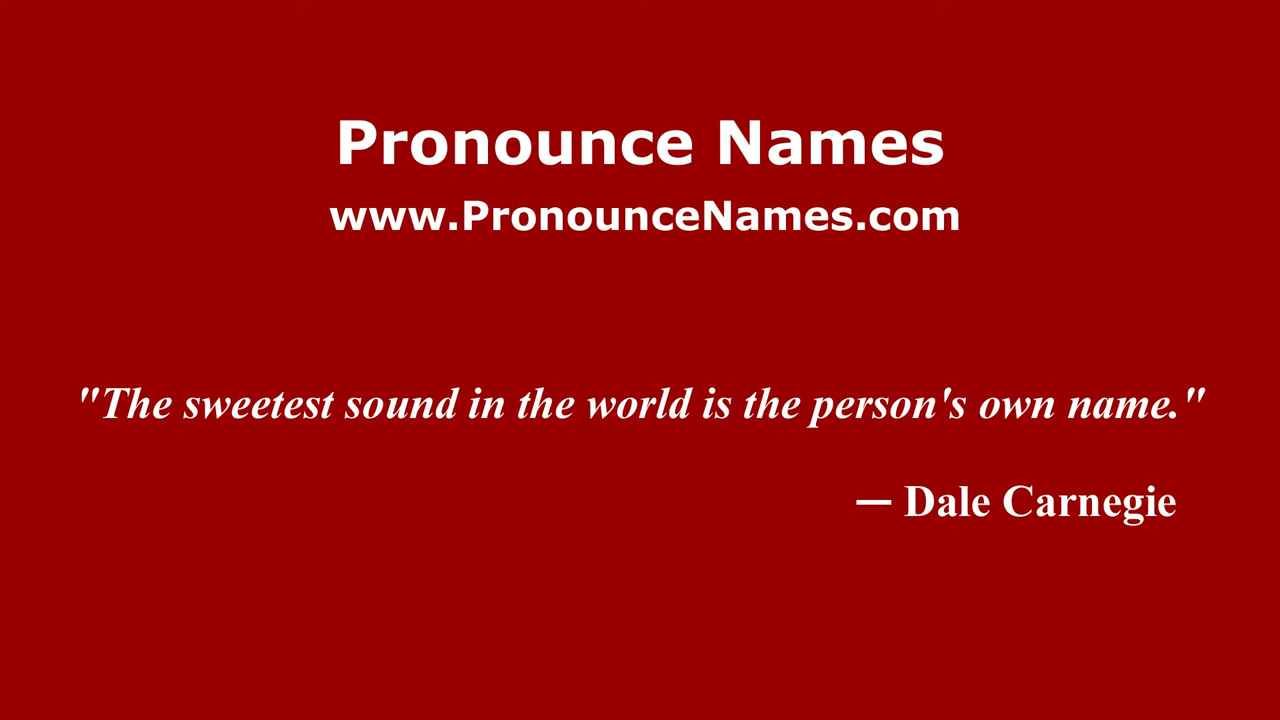 Pronounce Names
www.PronounceNames.com
"The sweetest sound in the world is the person's own name."
— Dale Carnegie